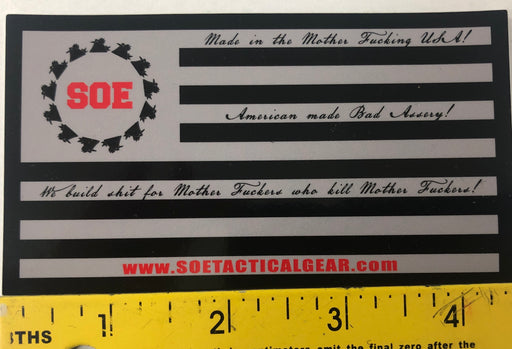 Made in the Mother Fucking USA!
SOE
American made Bad Assery!
We build shit for Mother Fuckers who kill Mother Fuckers!
www.SOETACTICALGEAR.com
1 2 3 4
THS
omit the final zero after the